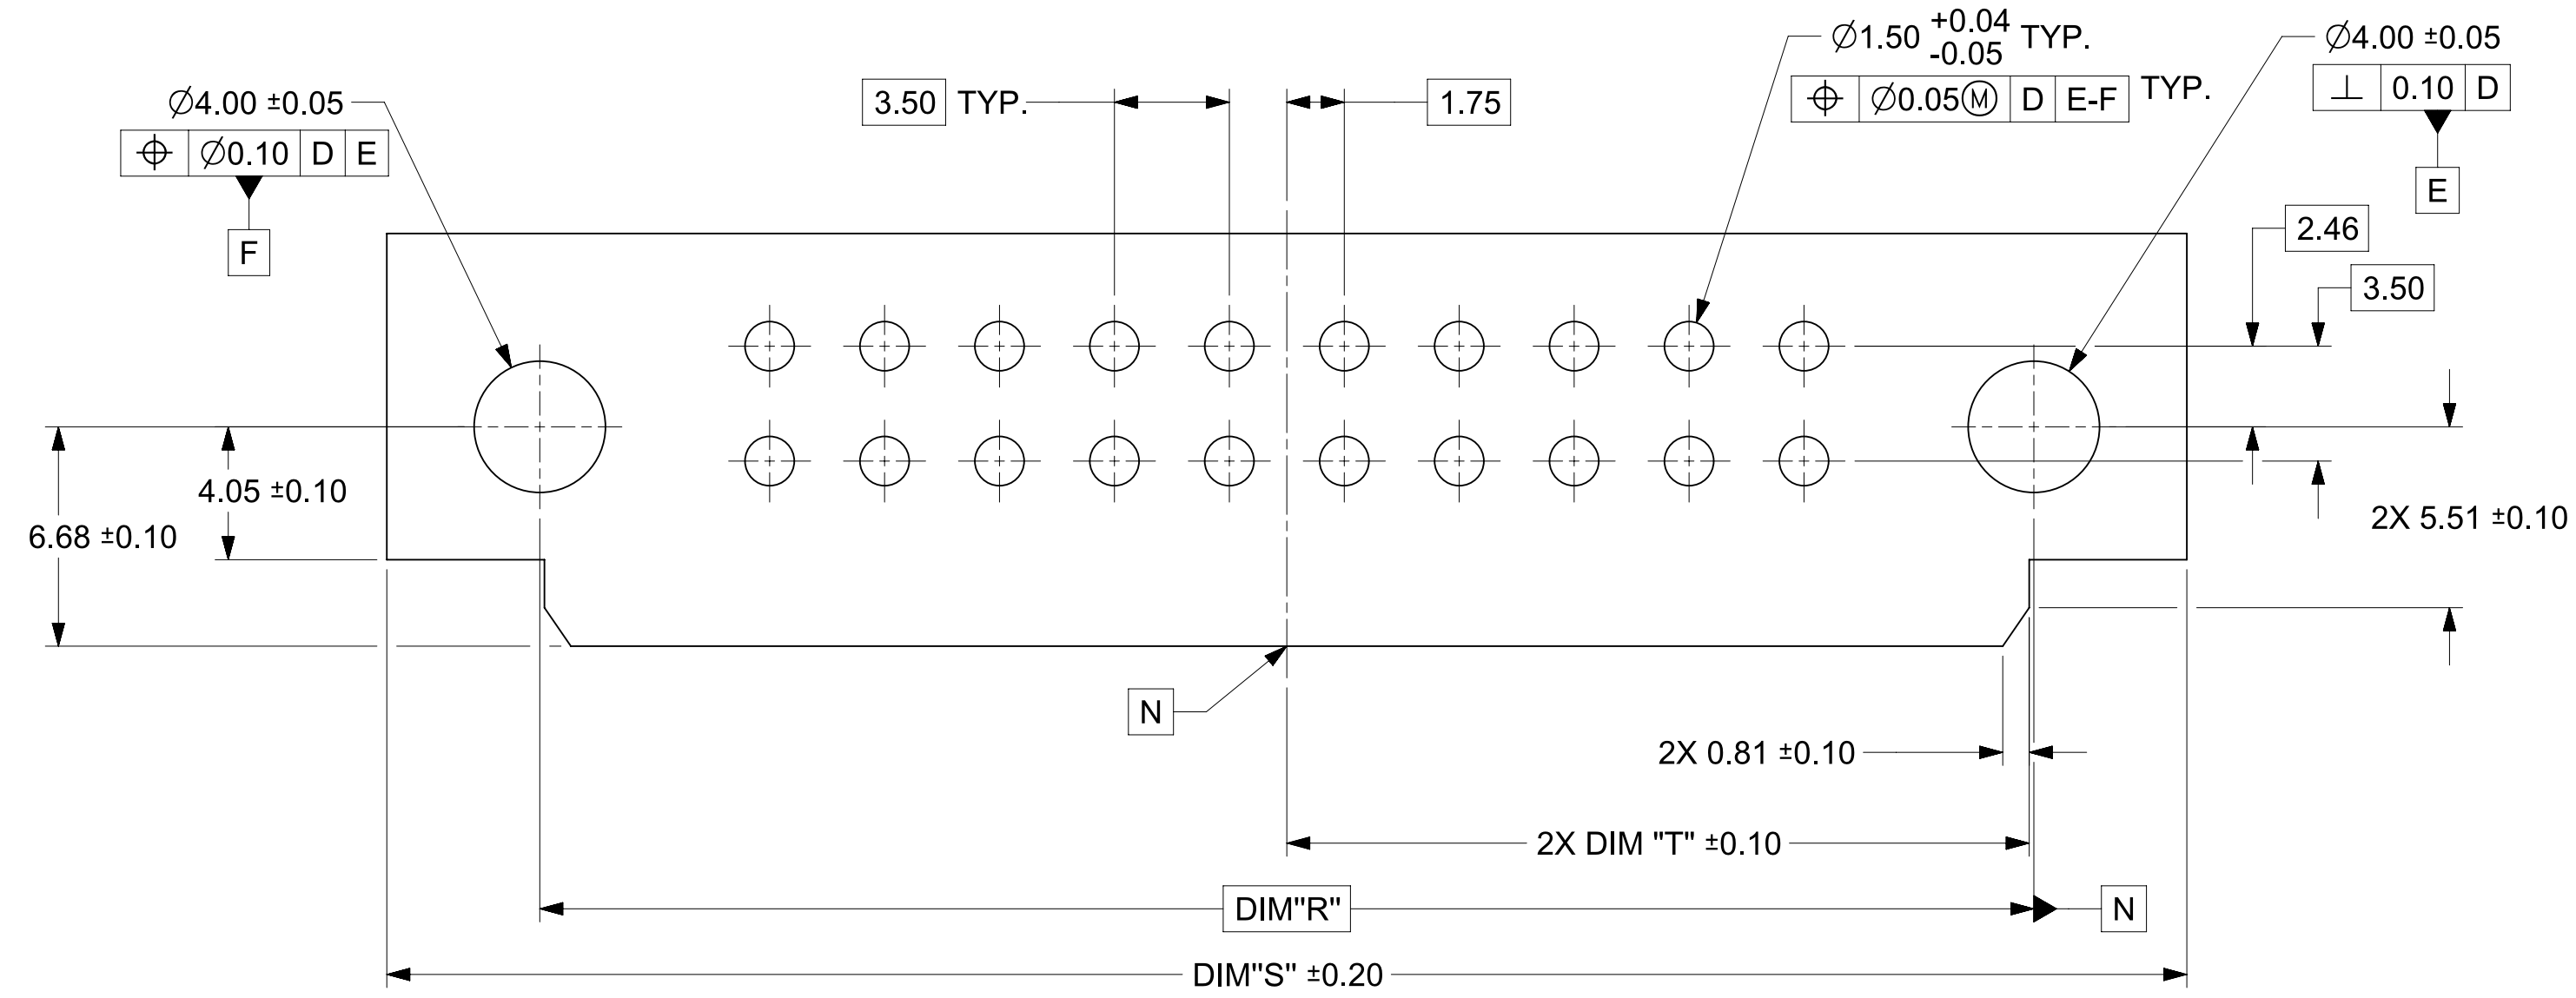 ⌀1.50 +0.04 -0.05 TYP.
⌖ ⌀0.05Ⓜ D E-F TYP.
⌀4.00 ±0.05
⟂ 0.10 D
E
⌀4.00 ±0.05
⌖ ⌀0.10 D E
F
3.50 TYP.
1.75
2.46
3.50
4.05 ±0.10
6.68 ±0.10
2X 5.51 ±0.10
N
2X 0.81 ±0.10
2X DIM "T" ±0.10
DIM"R"
N
DIM"S" ±0.20